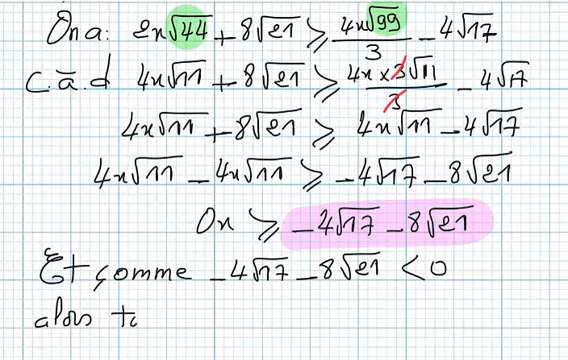 On a : 2x√44 + 8√21 ⩾ 4x√99/3 - 4√17
C.à.d 4x√11 + 8√21 ⩾ 4x×3√11/3 - 4√17
4x√11 + 8√21 ⩾ 4x√11 - 4√17
4x√11 - 4x√11 ⩾ -4√17 - 8√21
0x ⩾ -4√17 - 8√21
Et comme -4√17 - 8√21 < 0
alors to